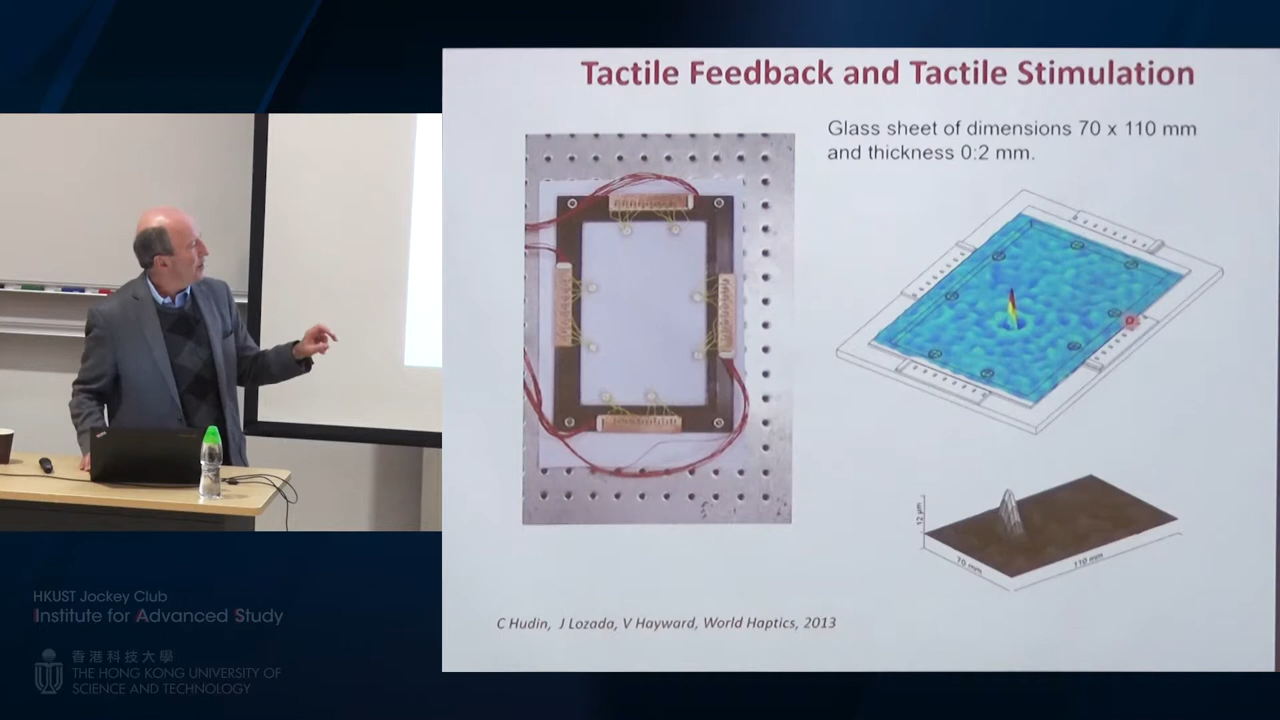 Tactile Feedback and Tactile Stimulation
Glass sheet of dimensions 70 x 110 mm
and thickness 0:2 mm.
12 µm
70 mm
110 mm
C Hudin, J Lozada, V Hayward, World Haptics, 2013
HKUST Jockey Club
Institute for Advanced Study
香港科技大學
THE HONG KONG UNIVERSITY OF
SCIENCE AND TECHNOLOGY